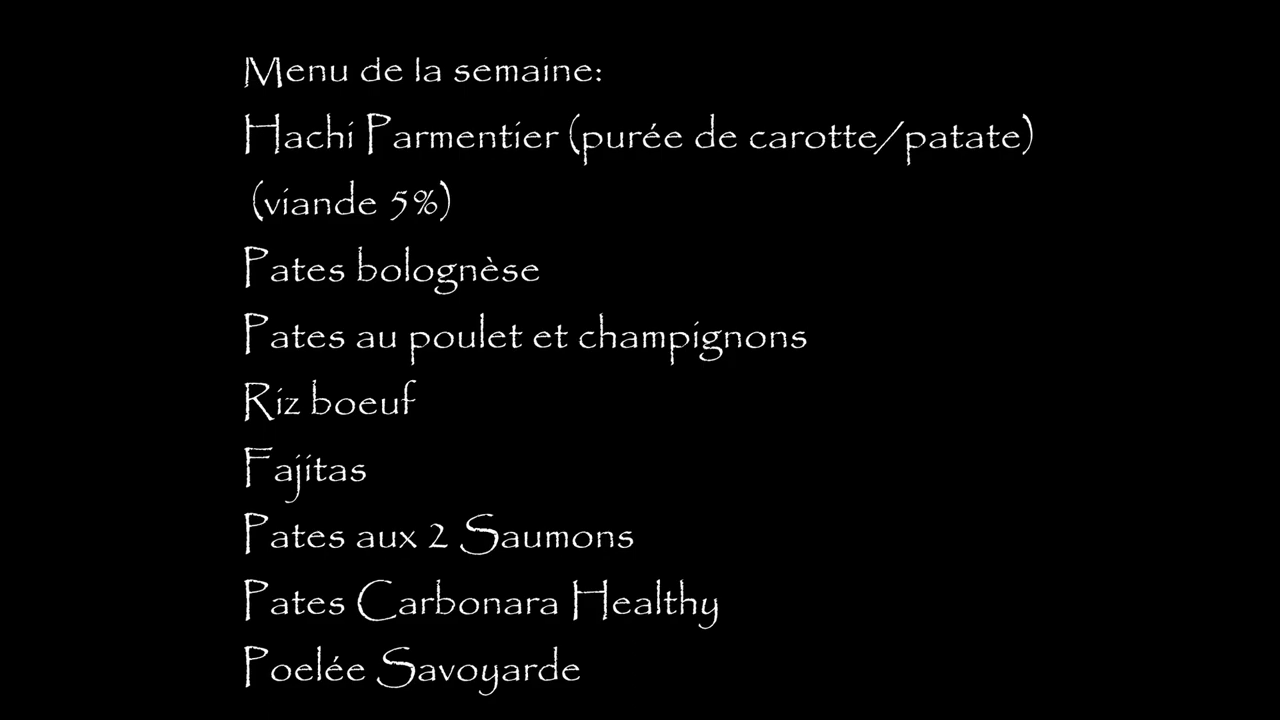 Menu de la semaine:
Hachi Parmentier (purée de carotte/patate)
(viande 5%)
Pates bolognèse
Pates au poulet et champignons
Riz boeuf
Fajitas
Pates aux 2 Saumons
Pates Carbonara Healthy
Poelée Savoyarde